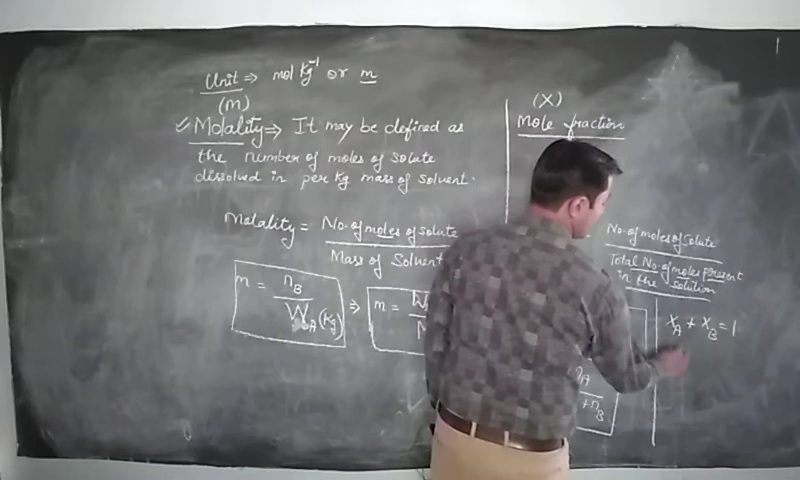 Unit ⇒ mol Kg⁻¹ or m
(m)
Molality ⇒ It may be defined as
the number of moles of solute
dissolved in per Kg mass of solvent.
Molality = No. of moles of solute
Mass of Solvent
m = n_B
W_A (Kg)
⇒ m =
(X)
Mole fraction
No. of moles of solute
Total No. of moles present
in the solution
x_A + x_B = 1
n_A
+ n_B